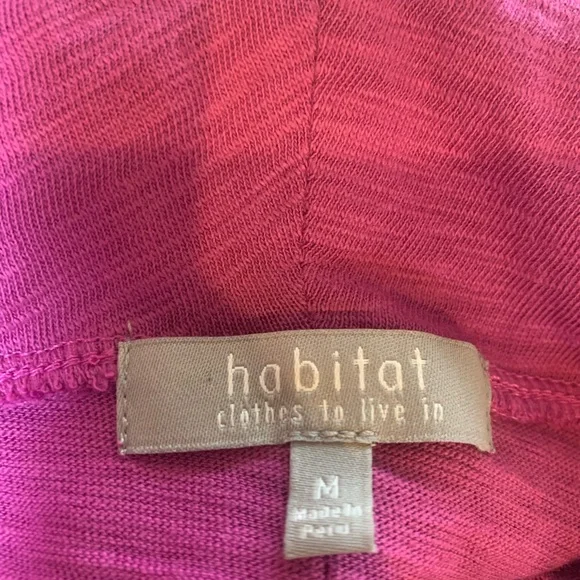 habitat
clothes to live in
M
Made In
Peru